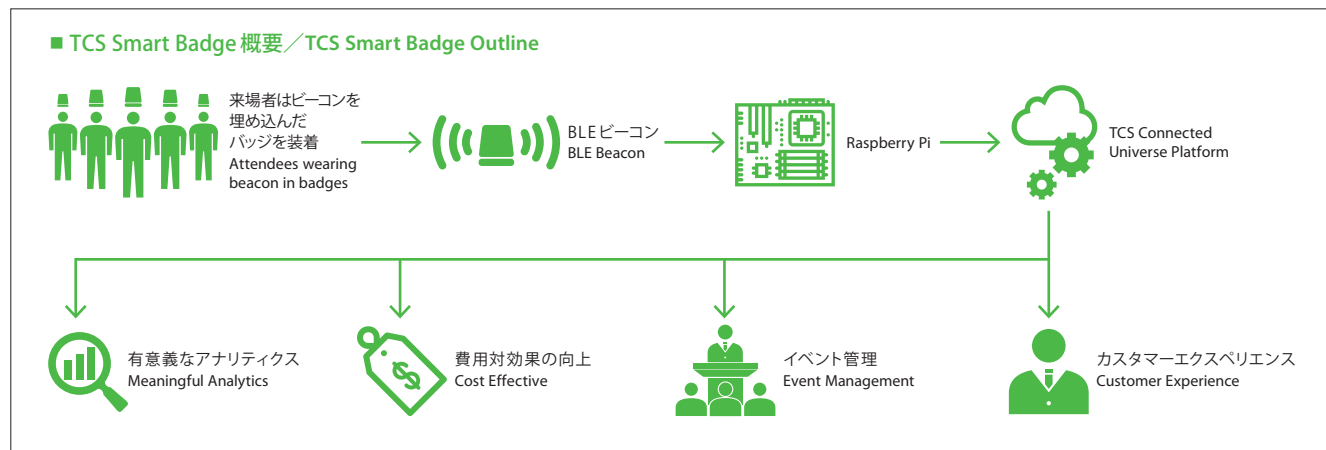 ■ TCS Smart Badge 概要／TCS Smart Badge Outline
来場者はビーコンを
埋め込んだ
バッジを装着
Attendees wearing
beacon in badges
BLE ビーコン
BLE Beacon
Raspberry Pi
TCS Connected
Universe Platform
有意義なアナリティクス
Meaningful Analytics
$
費用対効果の向上
Cost Effective
イベント管理
Event Management
カスタマーエクスペリエンス
Customer Experience